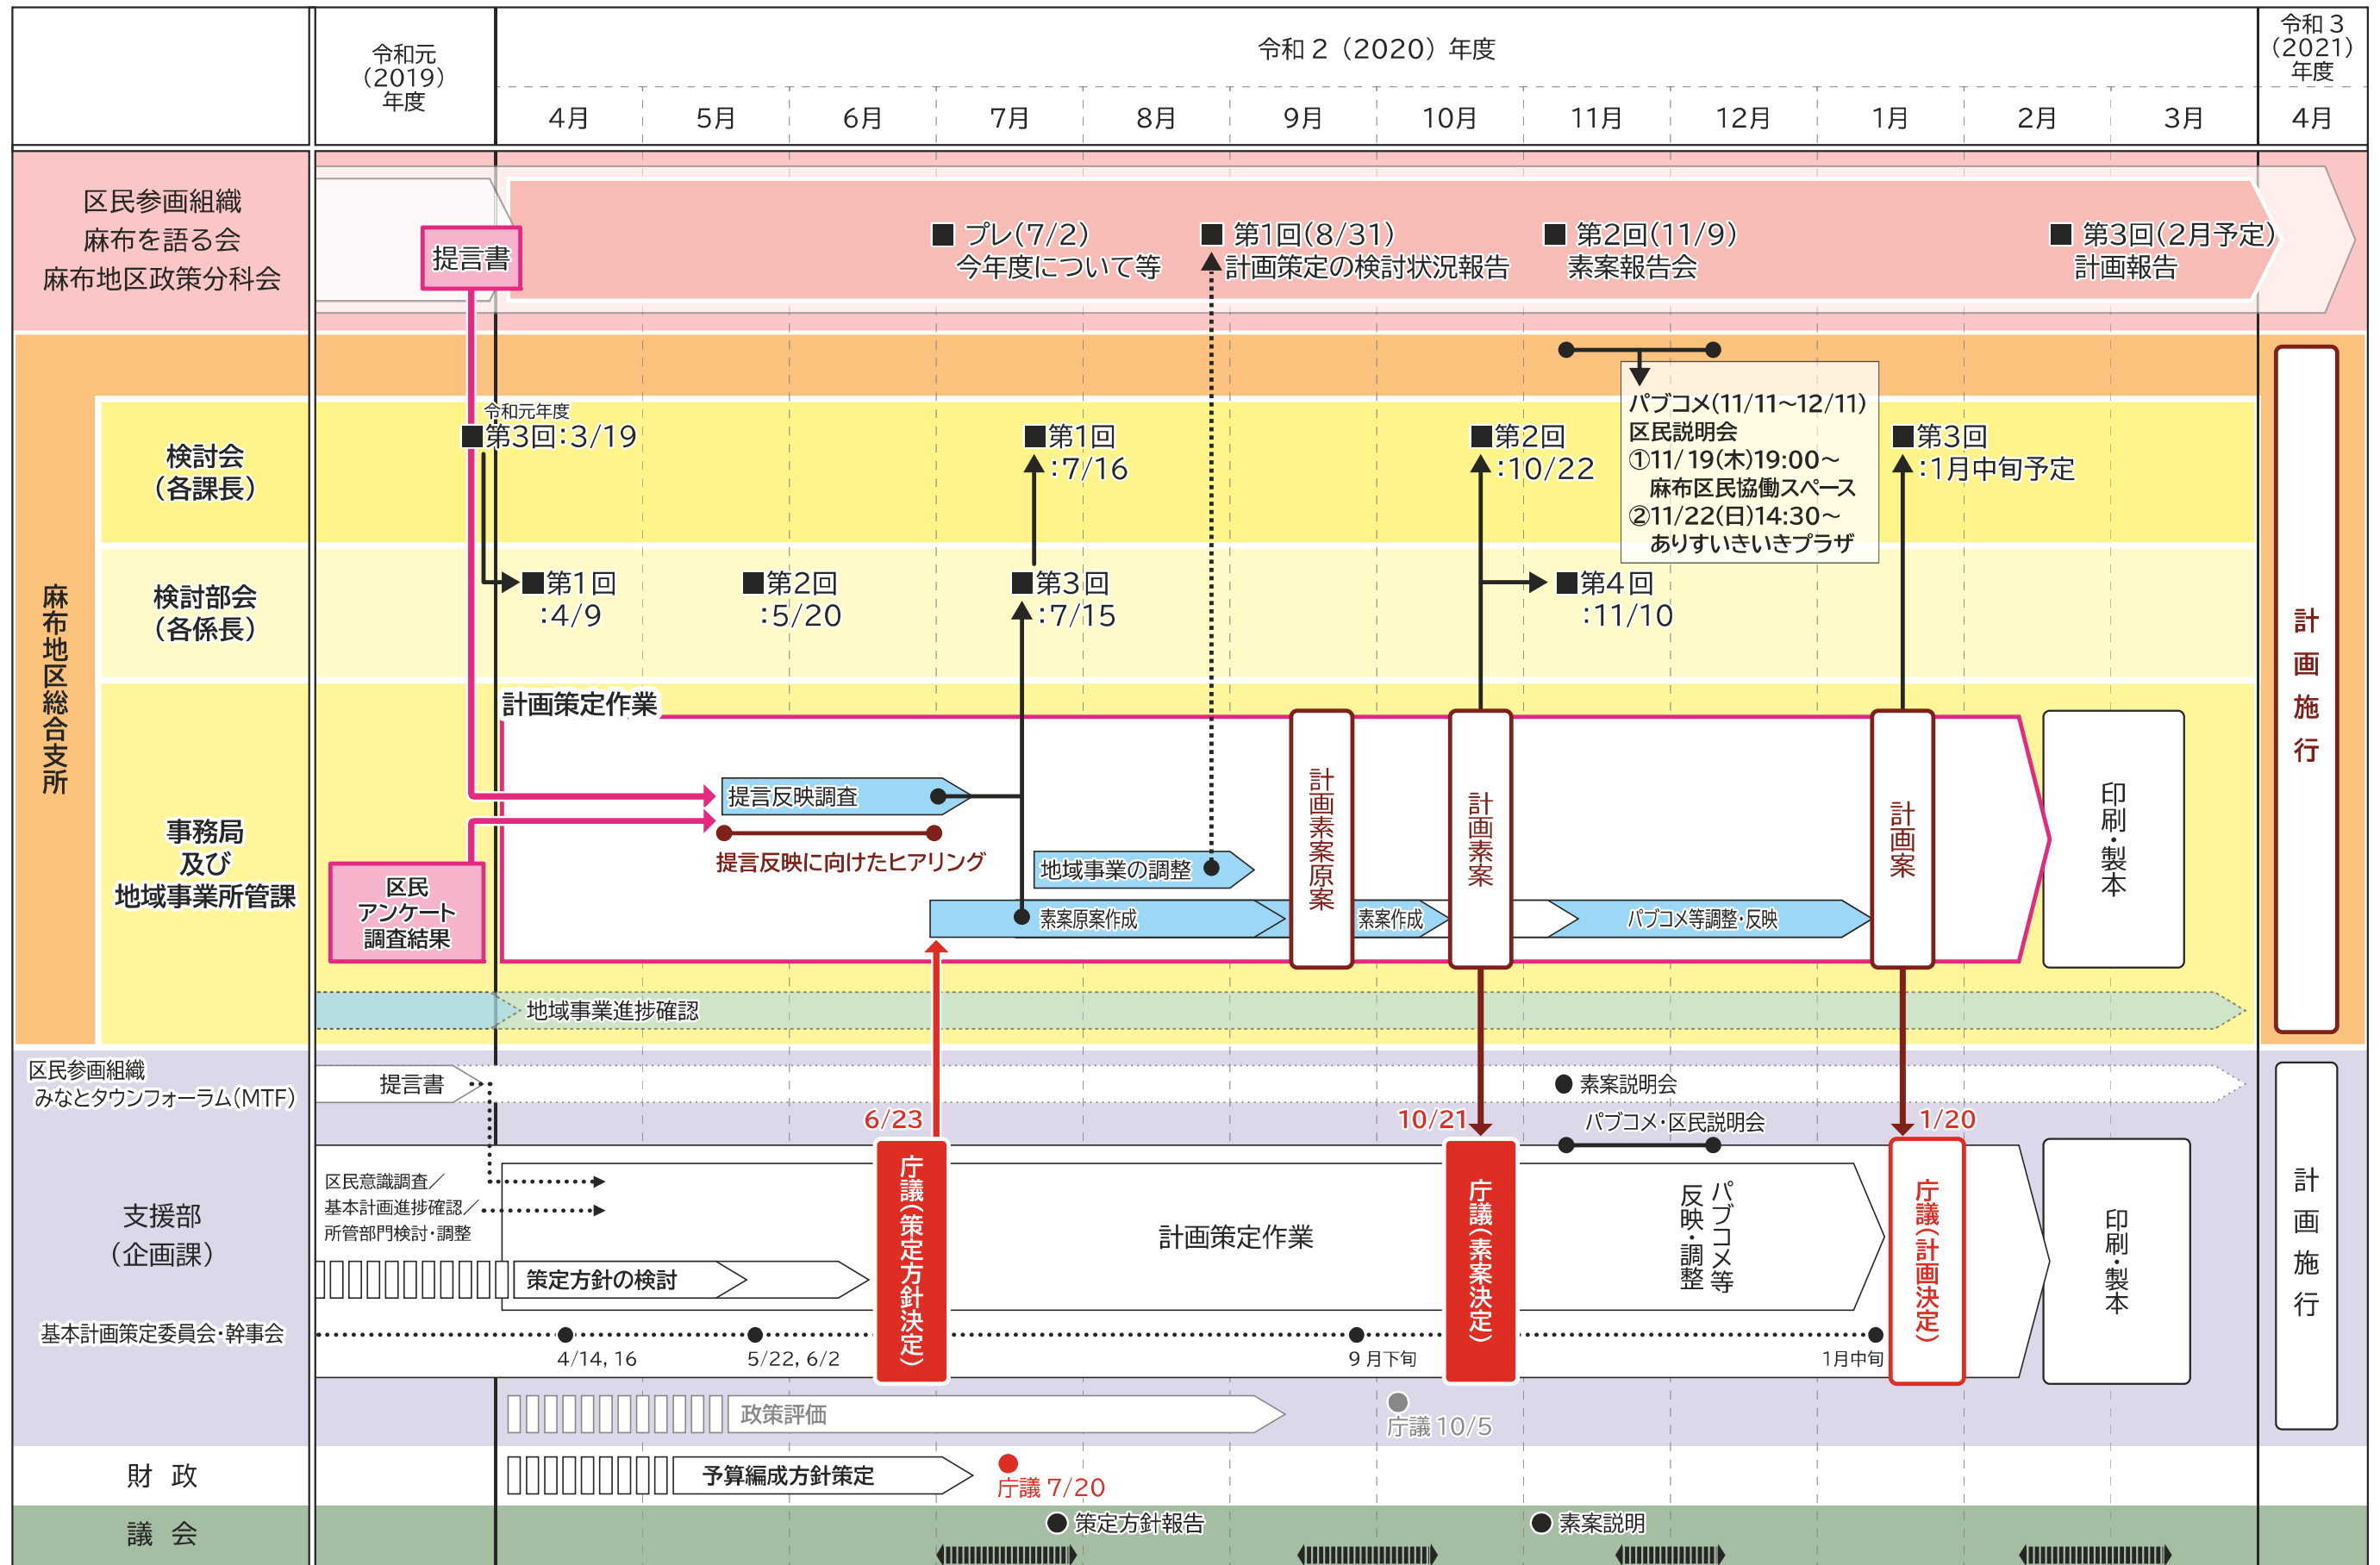 令和元
（2019）
年度
令和 2（2020）年度
令和 3
（2021）
年度
4月
5月
6月
7月
8月
9月
10月
11月
12月
1月
2月
3月
4月
区民参画組織
麻布を語る会
麻布地区政策分科会
提言書
■ プレ(7/2)
今年度について等
■ 第1回(8/31)
計画策定の検討状況報告
■ 第2回(11/9)
素案報告会
■ 第3回(2月予定)
計画報告
麻布地区総合支所
検討会
（各課長）
令和元年度
■第3回：3/19
■第1回
：7/16
■第2回
：10/22
パブコメ(11/11～12/11)
区民説明会
①11/19(木)19:00～
麻布区民協働スペース
②11/22(日)14:30～
ありすいきいきプラザ
■第3回
：1月中旬予定
検討部会
（各係長）
■第1回
：4/9
■第2回
：5/20
■第3回
：7/15
■第4回
：11/10
計画施行
事務局
及び
地域事業所管課
計画策定作業
提言反映調査
提言反映に向けたヒアリング
地域事業の調整
区民
アンケート
調査結果
素案原案作成
計画素案原案
素案作成
計画素案
パブコメ等調整・反映
計画案
印刷・製本
地域事業進捗確認
区民参画組織
みなとタウンフォーラム(MTF)
提言書
● 素案説明会
6/23
10/21
パブコメ・区民説明会
1/20
支援部
（企画課）
区民意識調査／
基本計画進捗確認／
所管部門検討・調整
策定方針の検討
庁議（策定方針決定）
計画策定作業
庁議（素案決定）
パブコメ等
反映・調整
庁議（計画決定）
印刷・製本
計画施行
基本計画策定委員会・幹事会
4/14, 16
5/22, 6/2
9 月下旬
1月中旬
政策評価
庁議 10/5
財 政
予算編成方針策定
庁議 7/20
議 会
● 策定方針報告
● 素案説明